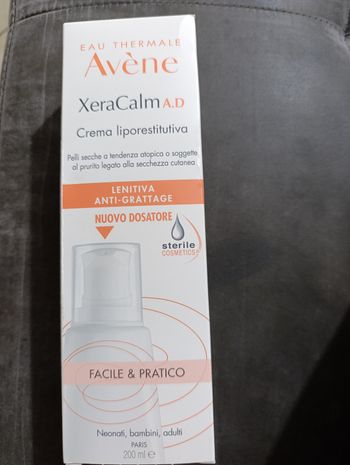 EAU THERMALE
Avène
XeraCalm A.D
Crema liporestitutiva
Pelli secche a tendenza atopica o soggette
al prurito legato alla secchezza cutanea
LENITIVA
ANTI-GRATTAGE
NUOVO DOSATORE
sterile
COSMETICS
FACILE & PRATICO
Neonati, bambini, adulti
PARIS
200 ml e